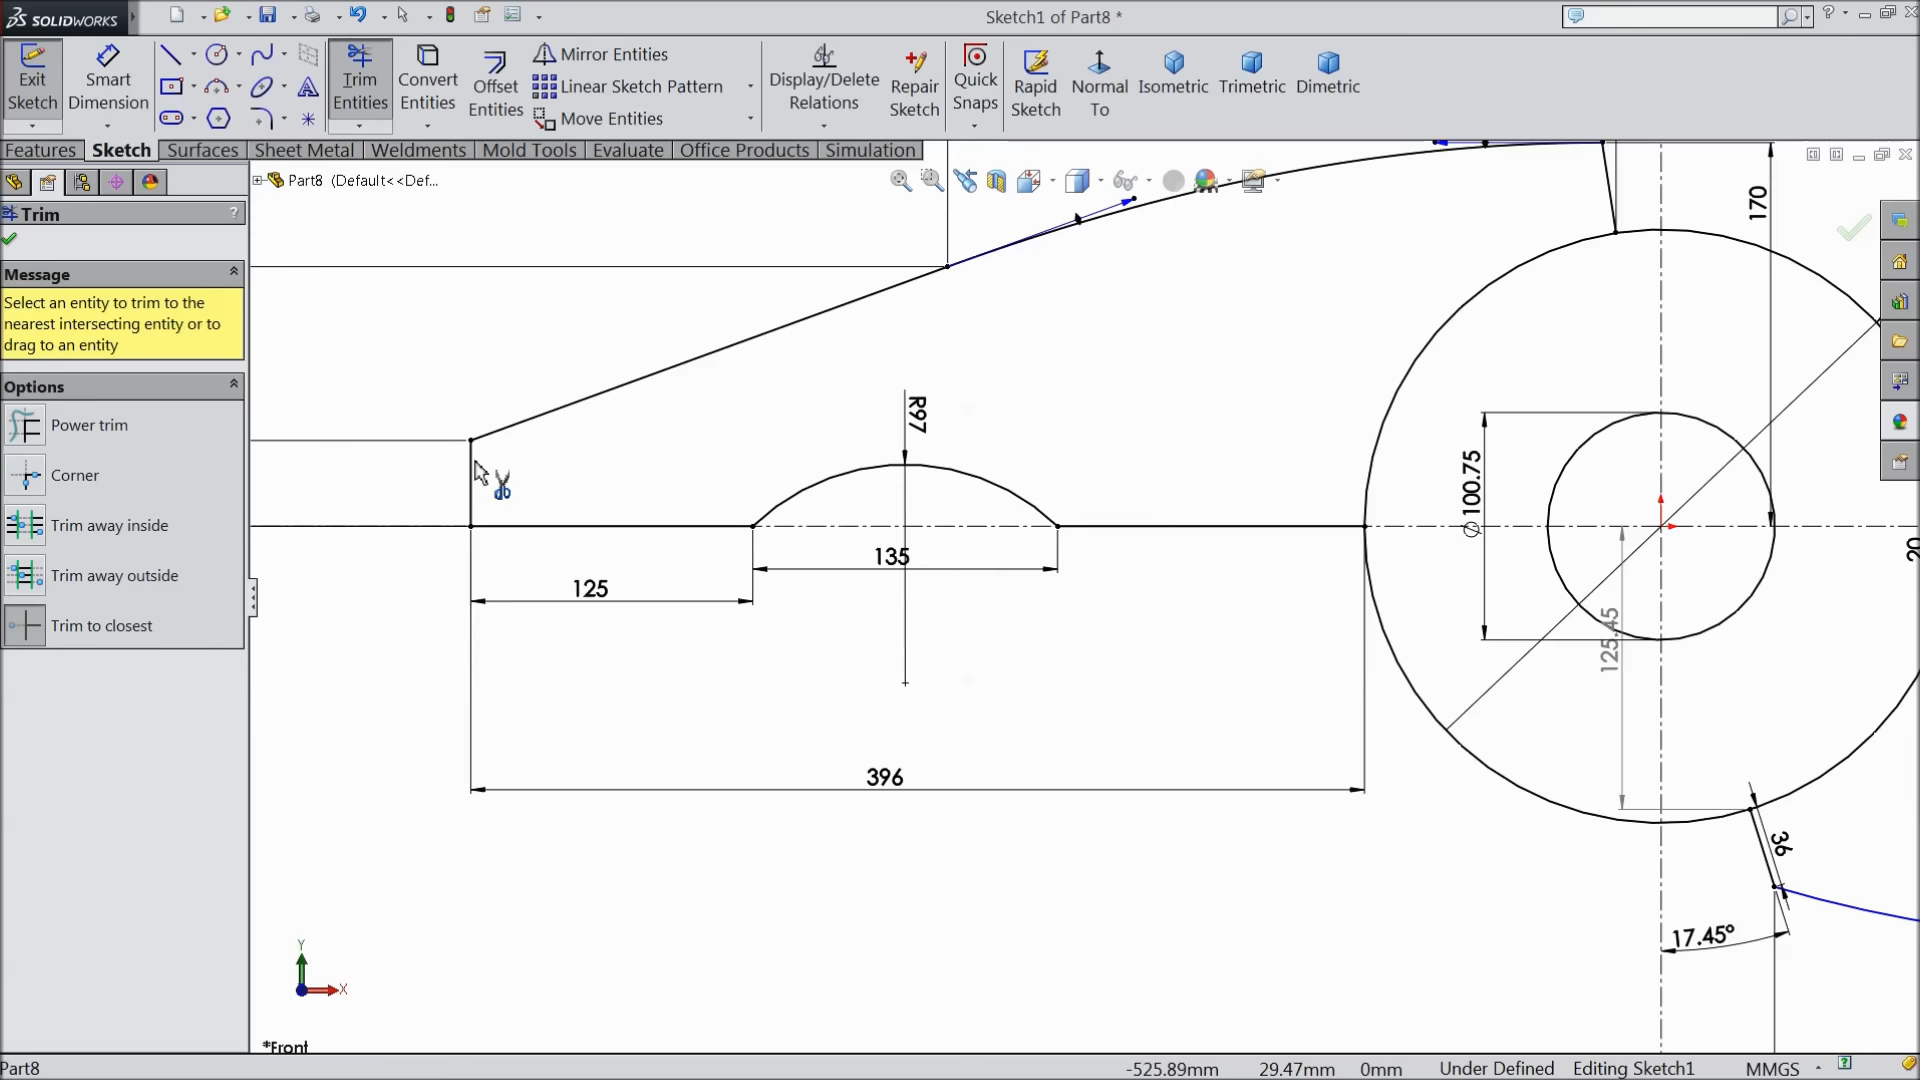 SOLIDWORKS
Sketch1 of Part8 *
Exit Sketch
Smart Dimension
Trim Entities
Convert Entities
Offset Entities
Mirror Entities
Linear Sketch Pattern
Move Entities
Display/Delete Relations
Repair Sketch
Quick Snaps
Rapid Sketch
Normal To
Isometric
Trimetric
Dimetric
Features
Sketch
Surfaces
Sheet Metal
Weldments
Mold Tools
Evaluate
Office Products
Simulation
Part8 (Default<<Def...
Trim
?
Message
Select an entity to trim to the
nearest intersecting entity or to
drag to an entity
Options
Power trim
Corner
Trim away inside
Trim away outside
Trim to closest
170
R97
∅100.75
135
125
125.45
20
396
36
17.45°
Y
X
*Front
Part8
-525.89mm
29.47mm
0mm
Under Defined
Editing Sketch1
MMGS